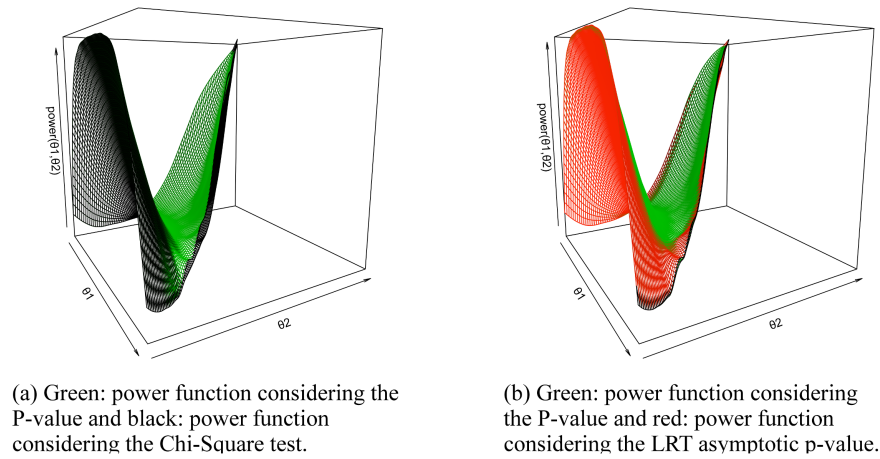 power(θ1,θ2)
θ1
θ2
power(θ1,θ2)
θ1
θ2
(a) Green: power function considering the
P-value and black: power function
considering the Chi-Square test.
(b) Green: power function considering
the P-value and red: power function
considering the LRT asymptotic p-value.